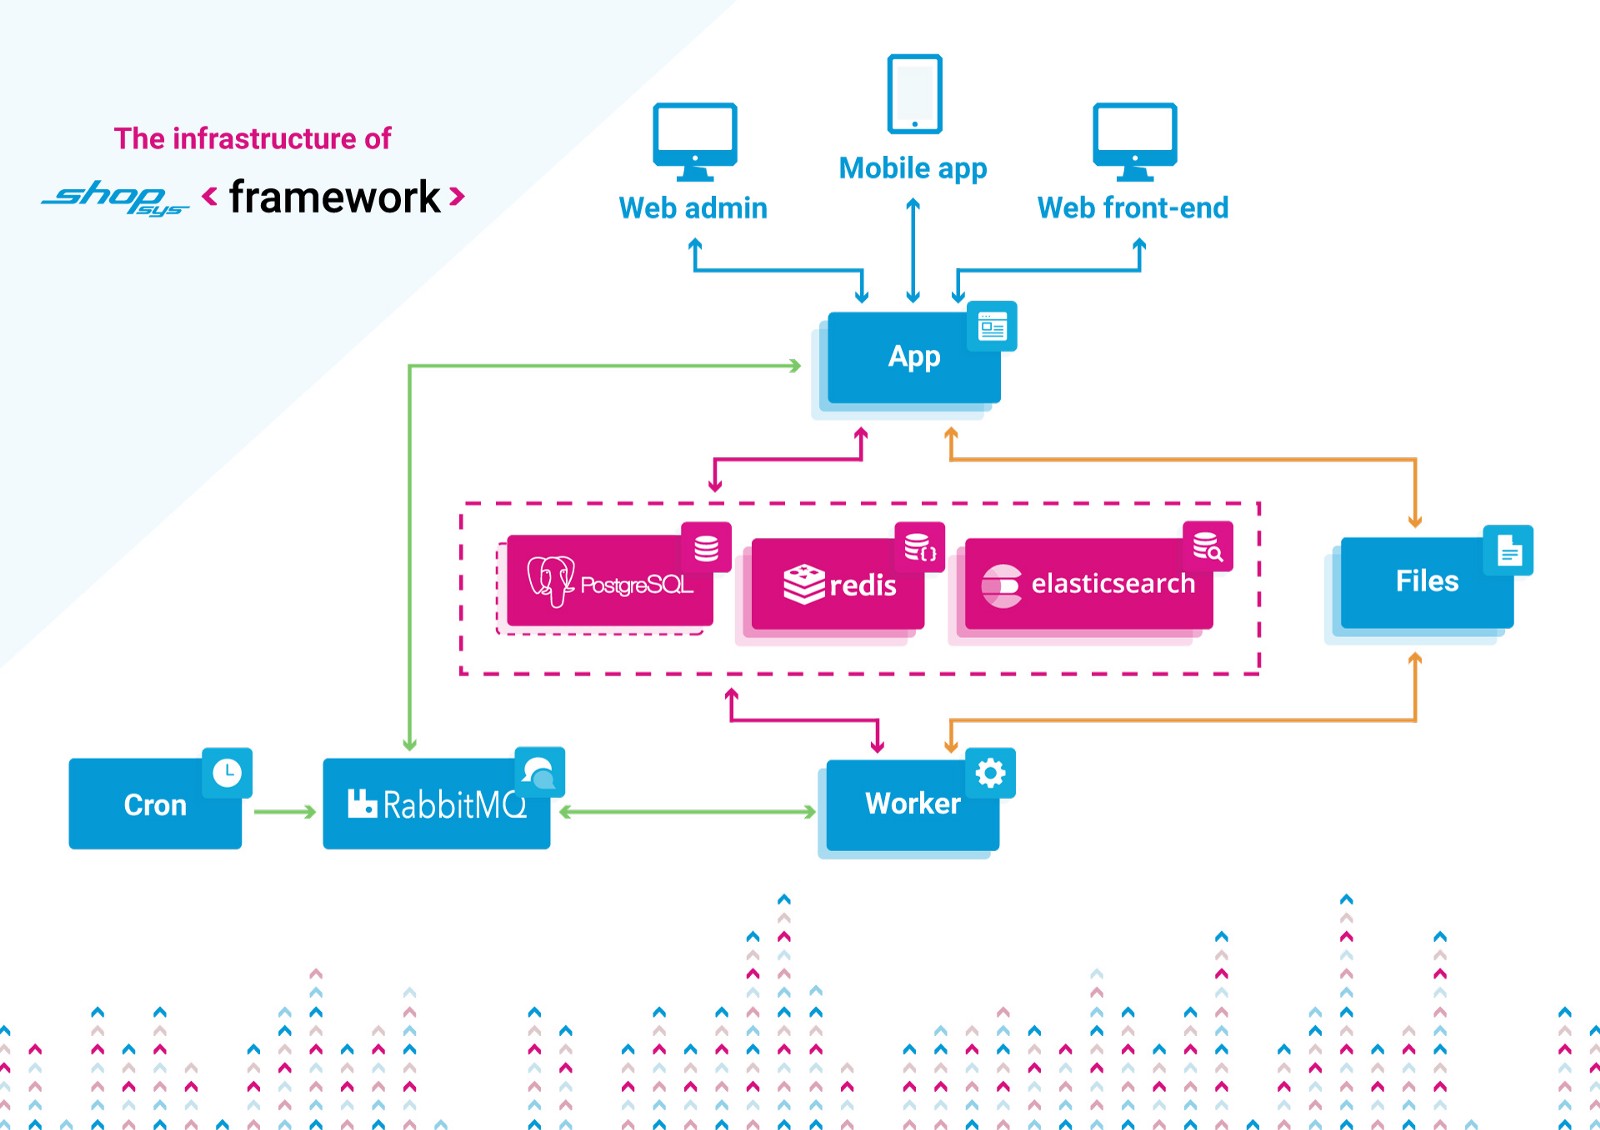 The infrastructure of
shopsys <framework>
Mobile app
Web admin
Web front-end
App
PostgreSQL
redis
elasticsearch
Files
Cron
RabbitMQ
Worker